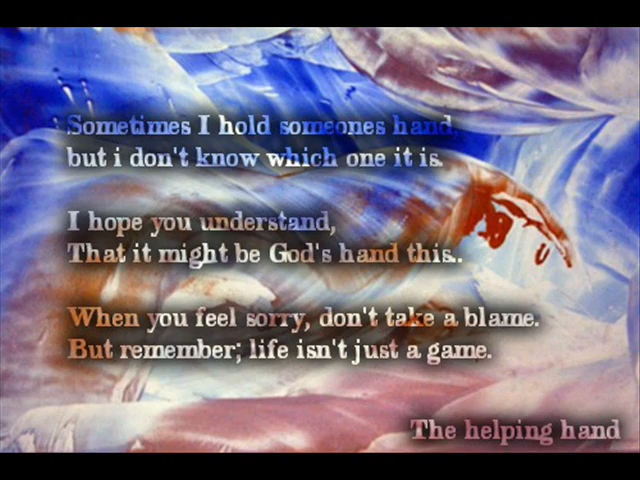 Sometimes I hold someones hand,
but i don't know which one it is.
I hope you understand,
That it might be God's hand this..
When you feel sorry, don't take a blame.
But remember; life isn't just a game.
The helping hand